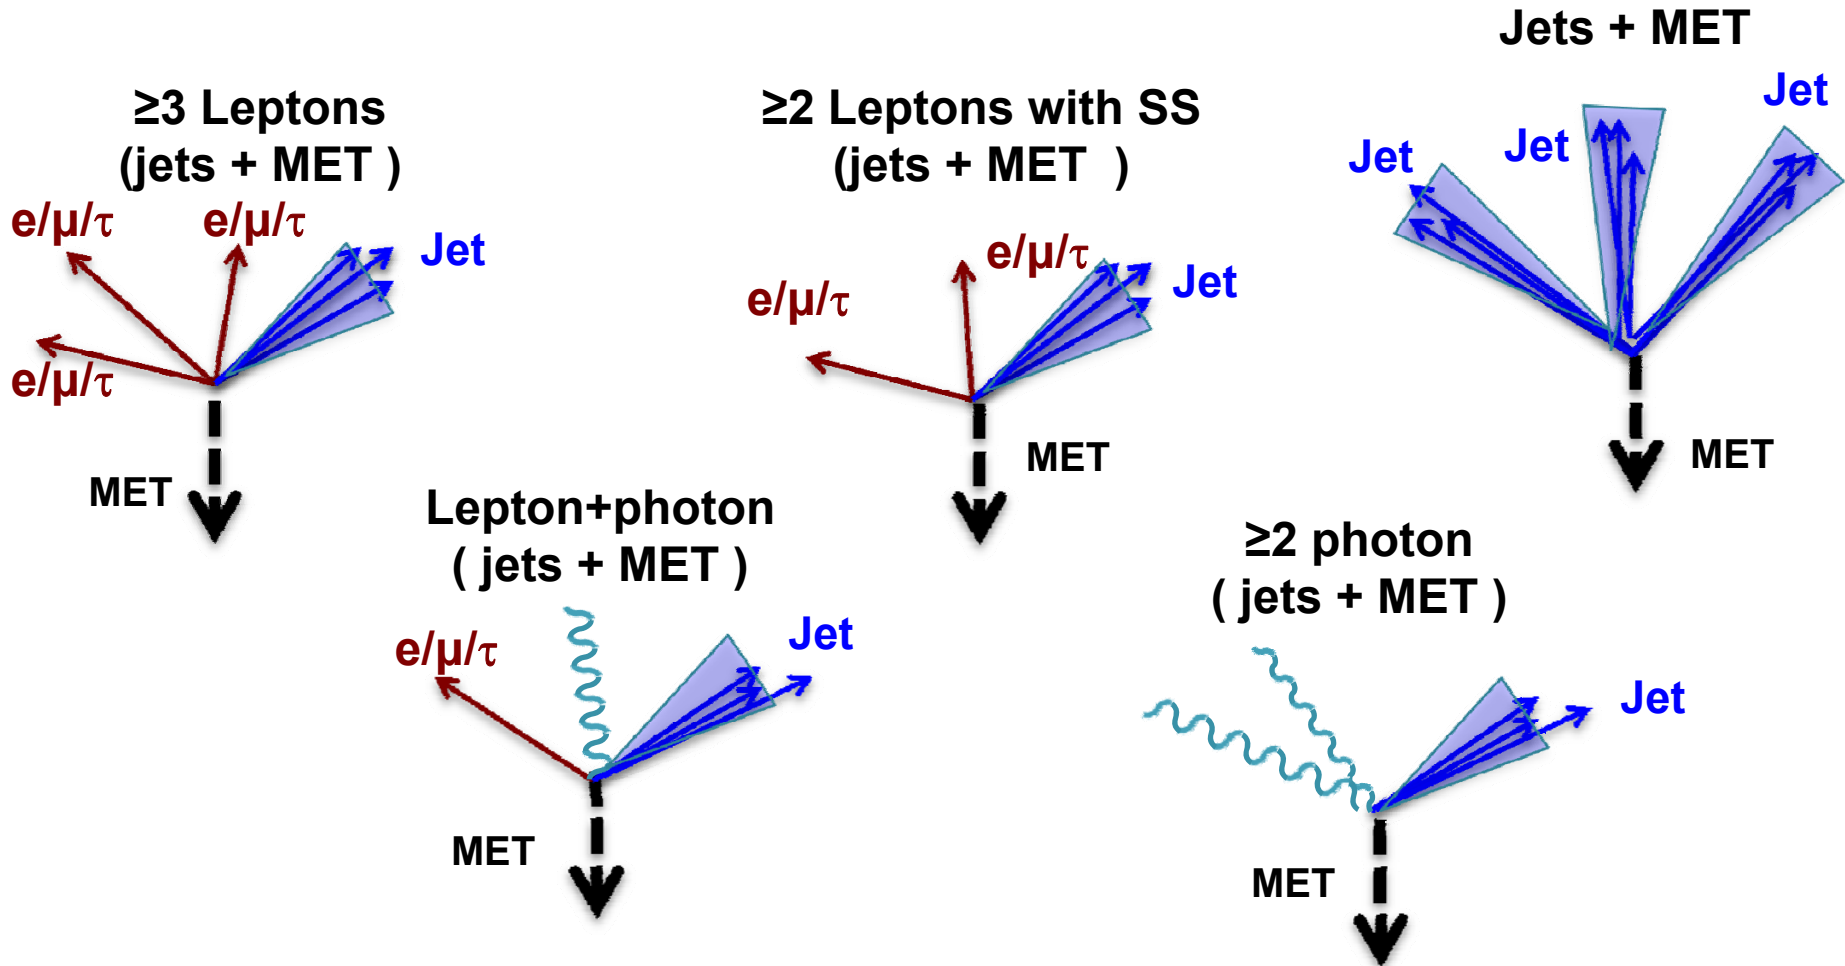 ≥3 Leptons
(jets + MET )
e/μ/τ
e/μ/τ
Jet
e/μ/τ
MET
≥2 Leptons with SS
(jets + MET )
e/μ/τ
e/μ/τ
Jet
MET
Jets + MET
Jet
Jet
Jet
MET
Lepton+photon
( jets + MET )
e/μ/τ
Jet
MET
≥2 photon
( jets + MET )
Jet
MET